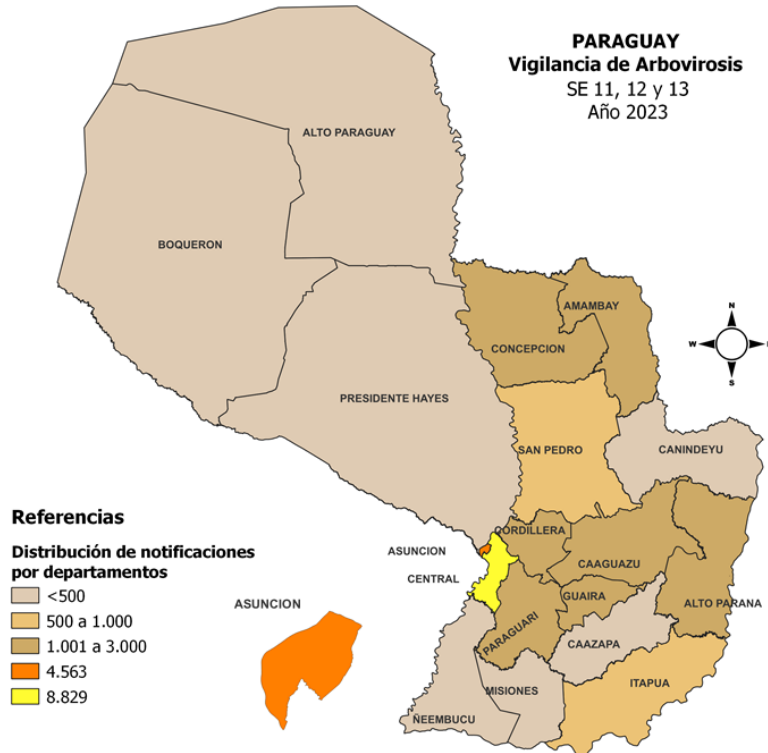 PARAGUAY
Vigilancia de Arbovirosis
SE 11, 12 y 13
Año 2023
ALTO PARAGUAY
BOQUERON
AMAMBAY
CONCEPCION
N
W
E
S
PRESIDENTE HAYES
SAN PEDRO
CANINDEYU
CORDILLERA
ASUNCION
CENTRAL
CAAGUAZU
GUAIRA
ALTO PARANA
PARAGUARI
CAAZAPA
MISIONES
ITAPUA
ÑEEMBUCU
Referencias
Distribución de notificaciones
por departamentos
<500
500 a 1.000
1.001 a 3.000
4.563
8.829
ASUNCION